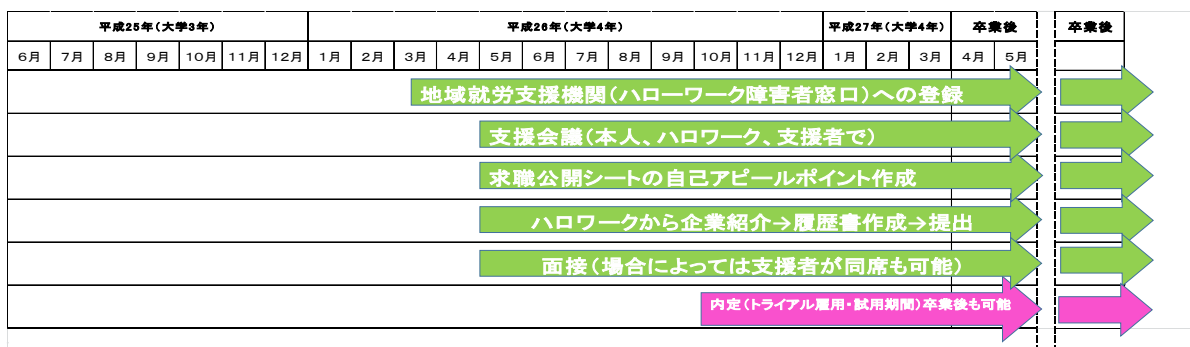 平成25年(大学3年) 平成26年(大学4年) 平成27年(大学4年) 卒業後 卒業後
6月 7月 8月 9月 10月 11月 12月 1月 2月 3月 4月 5月 6月 7月 8月 9月 10月 11月 12月 1月 2月 3月 4月 5月
地域就労支援機関(ハローワーク障害者窓口)への登録
支援会議(本人、ハロワーク、支援者で)
求職公開シートの自己アピールポイント作成
ハロワークから企業紹介→履歴書作成→提出
面接(場合によっては支援者が同席も可能)
内定(トライアル雇用・試用期間)卒業後も可能